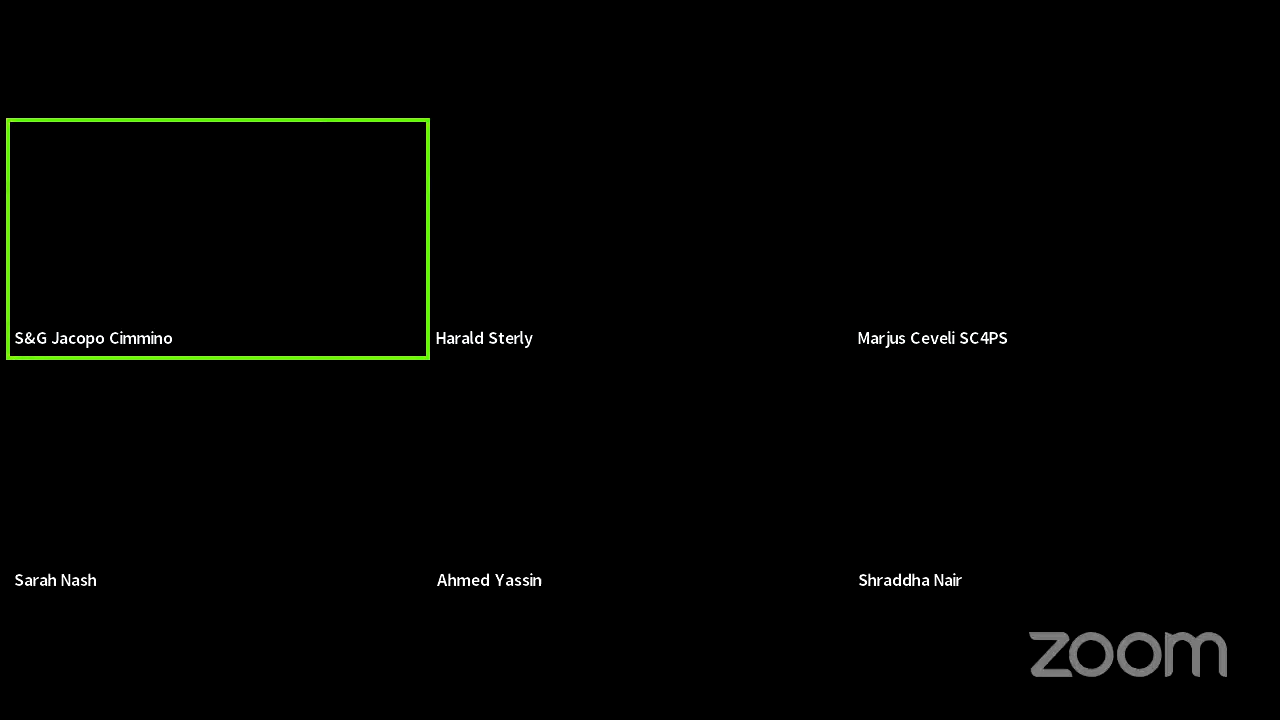 S&G Jacopo Cimmino
Harald Sterly
Marjus Ceveli SC4PS
Sarah Nash
Ahmed Yassin
Shraddha Nair
zoom